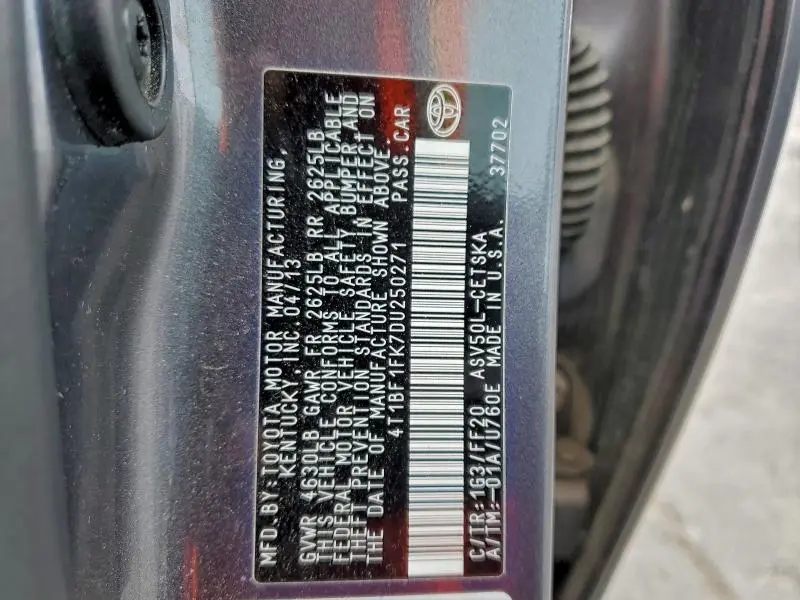 MFD.BY:TOYOTA MOTOR MANUFACTURING,
KENTUCKY, INC. 04/13
GVWR 4630LB GAWR FR 2625LB RR 2625LB
THIS VEHICLE CONFORMS TO ALL APPLICABLE
FEDERAL MOTOR VEHICLE SAFETY BUMPER,AND
THEFT PREVENTION STANDARDS IN EFFECT ON
THE DATE OF MANUFACTURE SHOWN ABOVE.
4T1BF1FK7DU250271 PASS.CAR
C/TR:1G3/FF20 ASV50L-CETSKA 37702
A/TM:-01A/U760E MADE IN U.S.A.